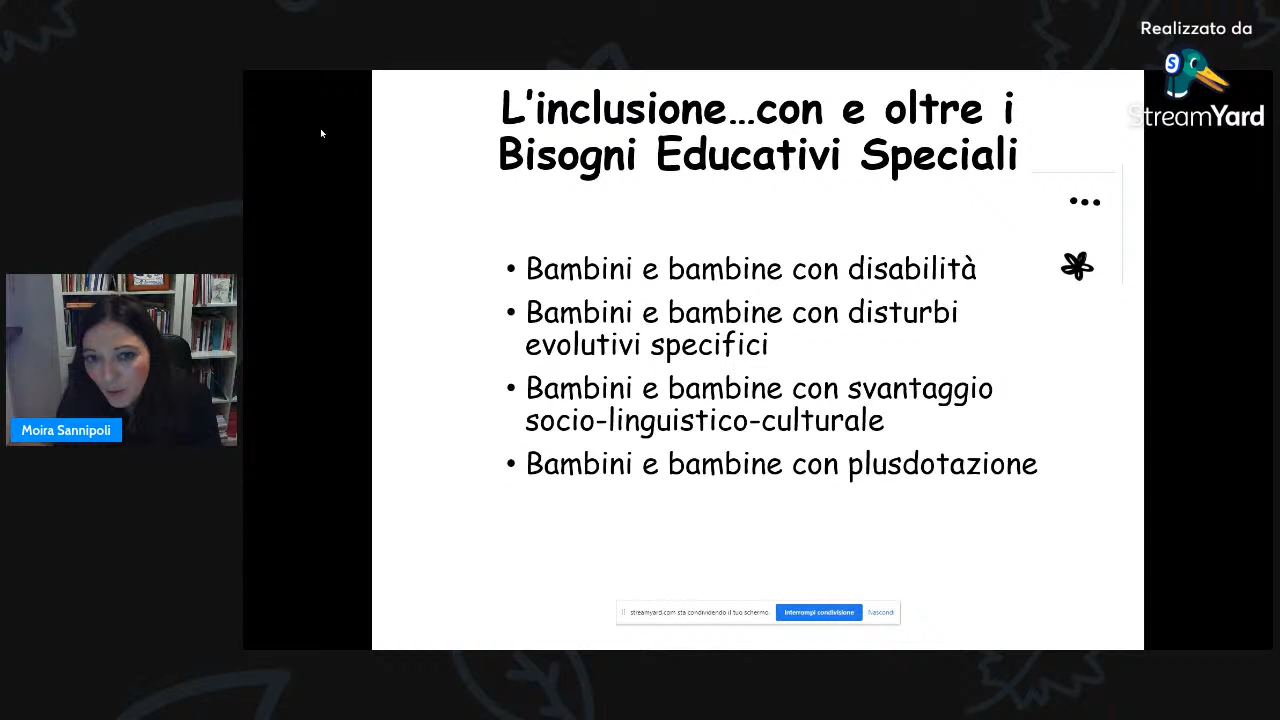 Realizzato da
StreamYard
L'inclusione...con e oltre i
Bisogni Educativi Speciali
...
• Bambini e bambine con disabilità
• Bambini e bambine con disturbi
evolutivi specifici
• Bambini e bambine con svantaggio
socio-linguistico-culturale
• Bambini e bambine con plusdotazione
Moira Sannipoli
streamyard.com sta condividendo il tuo schermo. Interrompi condivisione Nascondi